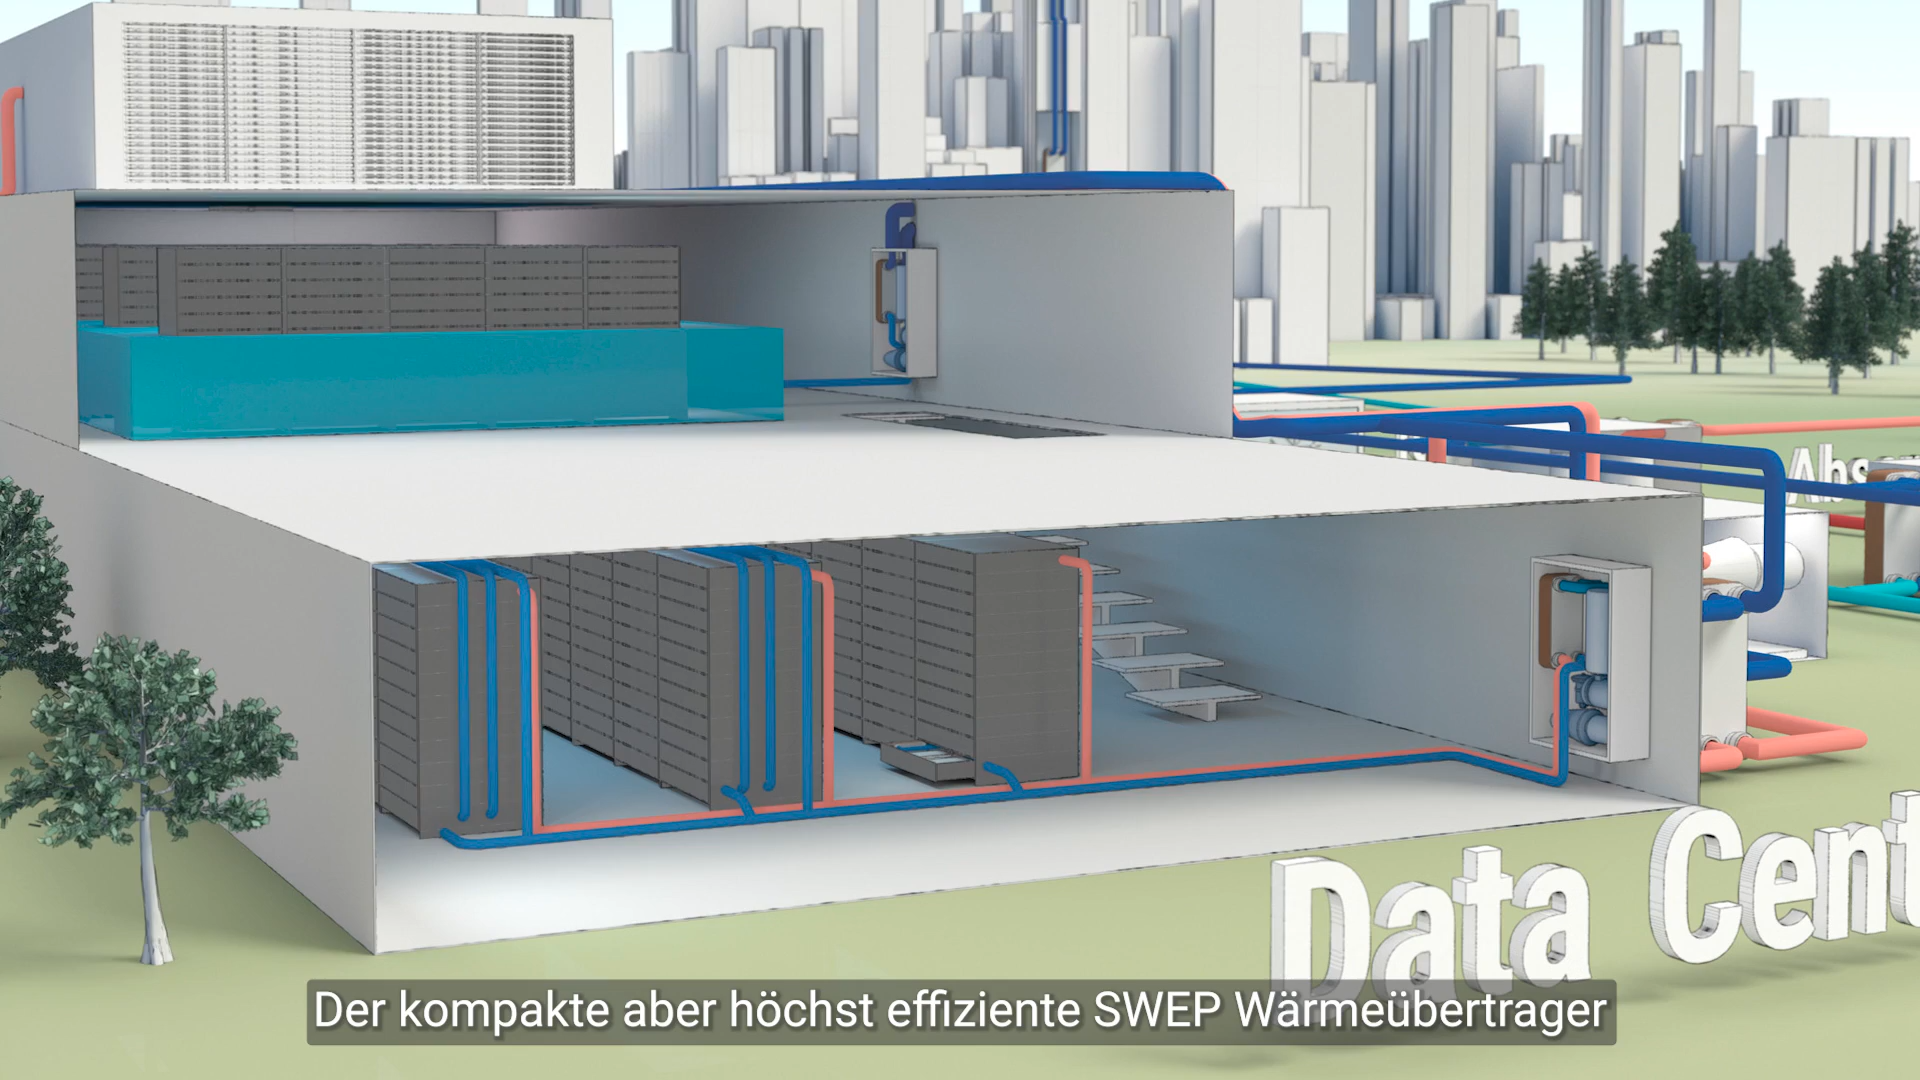 Data Cent
Der kompakte aber höchst effiziente SWEP Wärmeübertrager